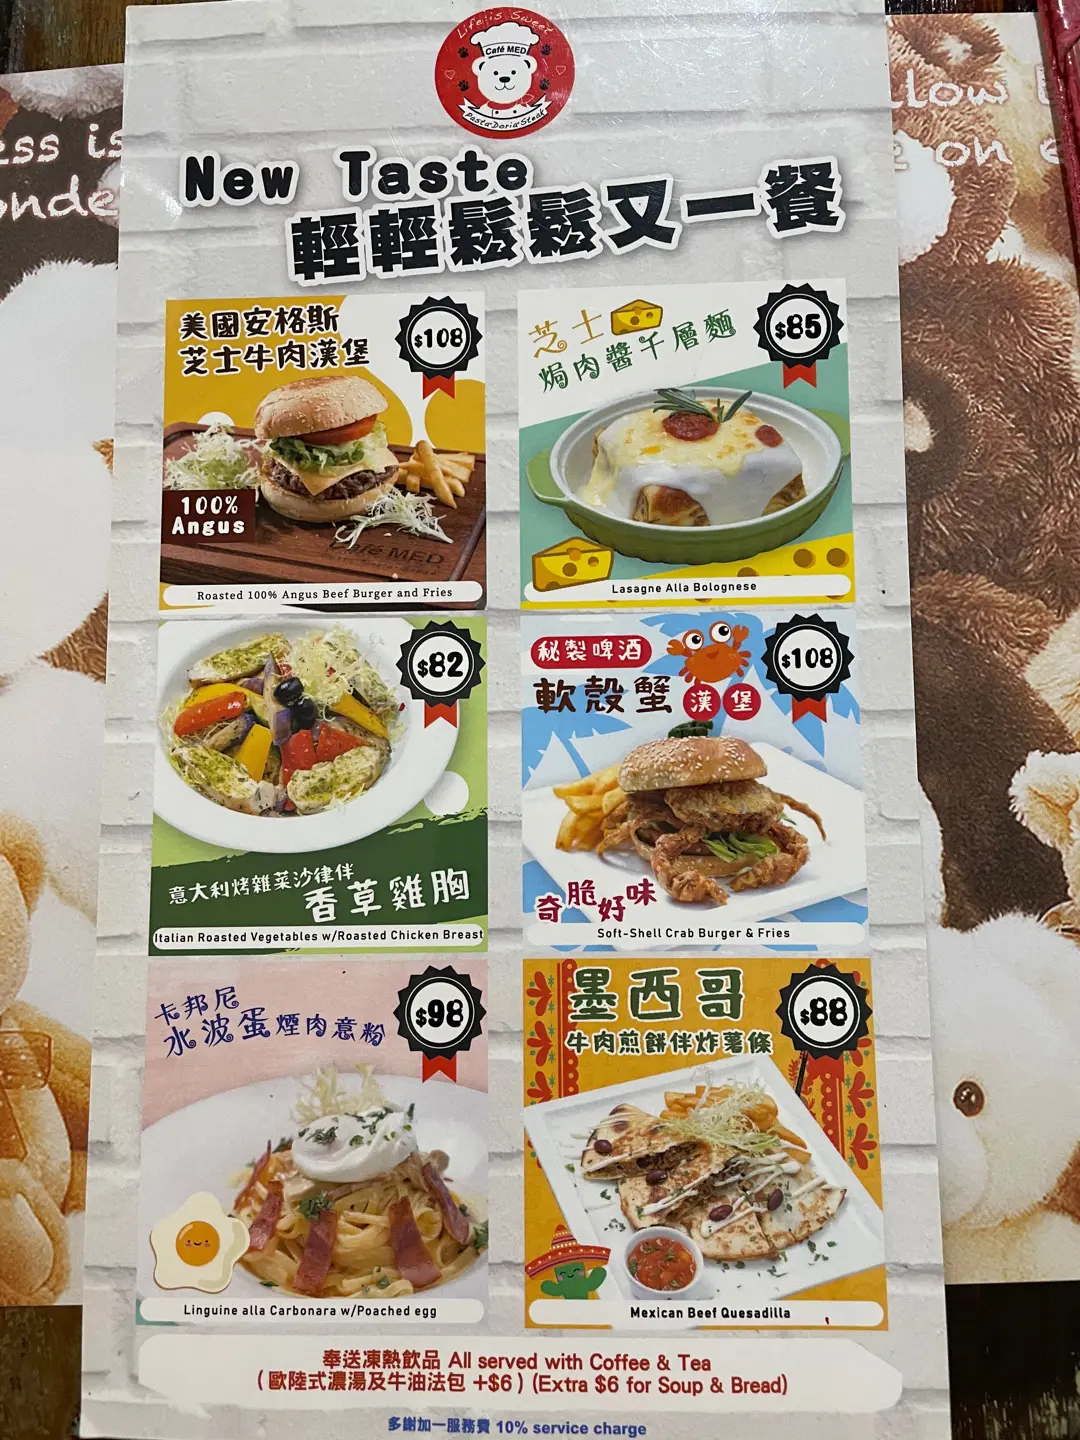 Life is Sweet
Café MED
Pasta Doria Steak
New Taste
輕輕鬆鬆又一餐
美國安格斯
芝士牛肉漢堡
$108
100%
Angus
Café MED
Roasted 100% Angus Beef Burger and Fries
芝士
焗肉醬千層麵
$85
Lasagne Alla Bolognese
$82
意大利烤雜菜沙律伴
香草雞胸
Italian Roasted Vegetables w/Roasted Chicken Breast
秘製啤酒
軟殼蟹漢堡
$108
奇脆好味
Soft-Shell Crab Burger & Fries
卡邦尼
水波蛋煙肉意粉
$98
Linguine alla Carbonara w/Poached egg
墨西哥
牛肉煎餅伴炸薯條
$88
Mexican Beef Quesadilla
奉送凍熱飲品 All served with Coffee & Tea
(歐陸式濃湯及牛油法包 +$6) (Extra $6 for Soup & Bread)
多謝加一服務費 10% service charge